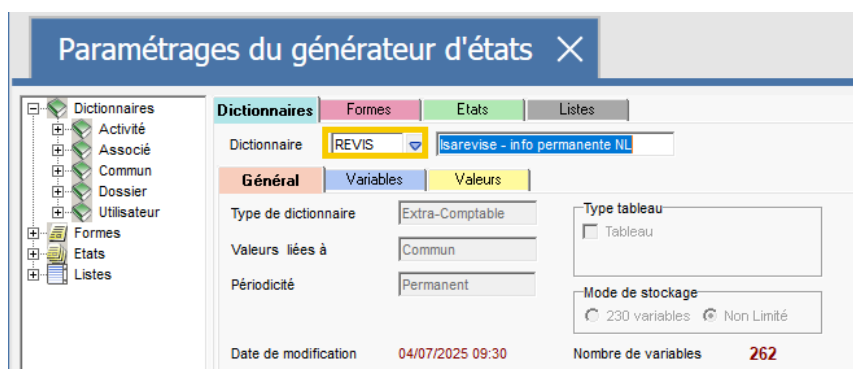 Paramétrages du générateur d'états
Dictionnaires
Activité
Associé
Commun
Dossier
Utilisateur
Formes
Etats
Listes
Dictionnaires Formes Etats Listes
Dictionnaire REVIS Isarevise - info permanente NL
Général Variables Valeurs
Type de dictionnaire Extra-Comptable
Valeurs liées à Commun
Périodicité Permanent
Type tableau
Tableau
Mode de stockage
230 variables Non Limité
Date de modification 04/07/2025 09:30 Nombre de variables 262